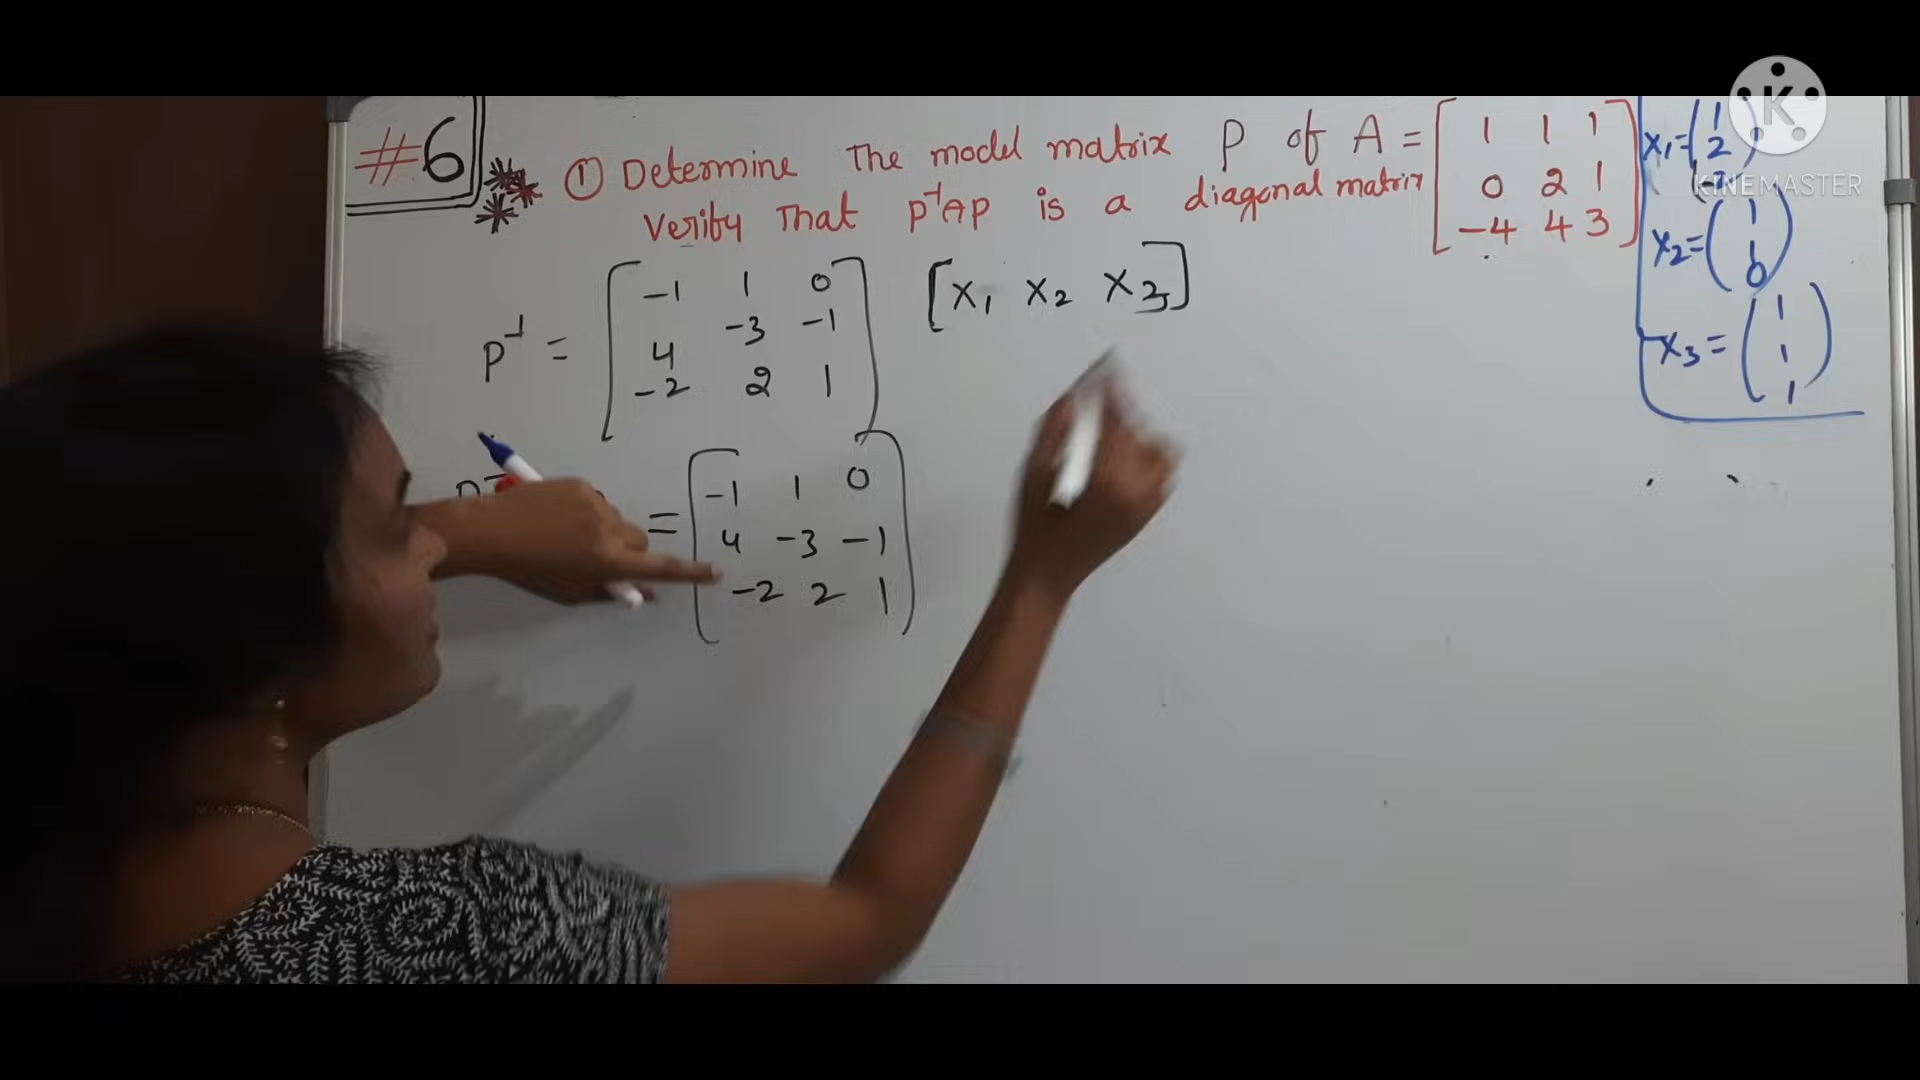 #6
① Determine The model matrix P of A = [ 1 1 1
0 2 1
-4 4 3 ]
Verify That P⁻¹AP is a diagonal matrix
P⁻¹ = [ -1 1 0
4 -3 -1
-2 2 1 ]
[X₁ X₂ X₃]
= [ -1 1 0
4 -3 -1
-2 2 1 ]
X₁ = ( 1
2
X₂ = ( 1
1
0 )
X₃ = ( 1
1
1 )
K
KINEMASTER